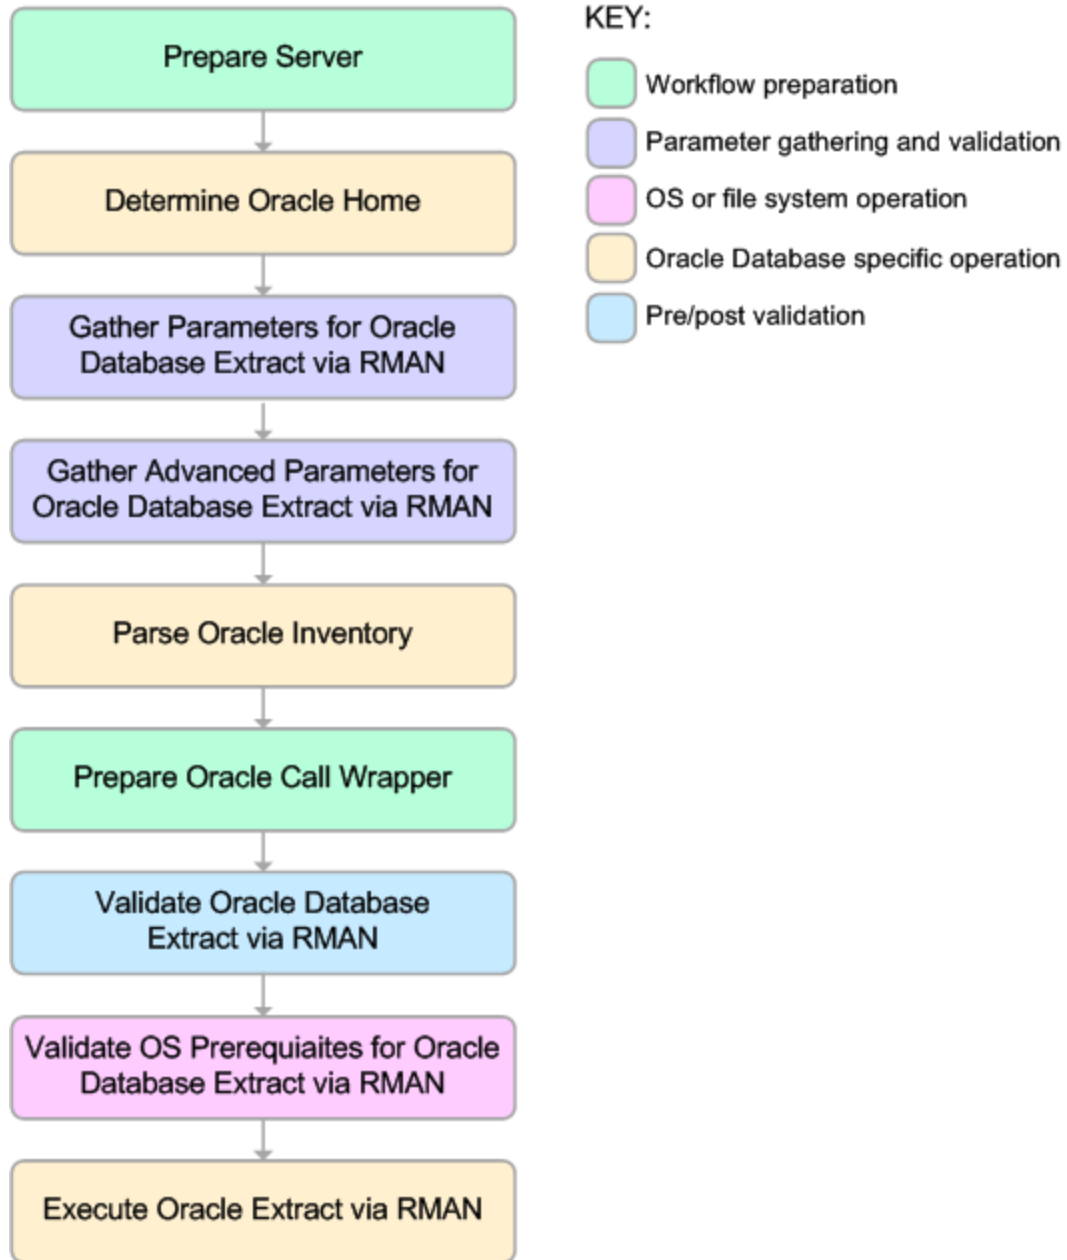 Prepare Server
Determine Oracle Home
Gather Parameters for Oracle
Database Extract via RMAN
Gather Advanced Parameters for
Oracle Database Extract via RMAN
Parse Oracle Inventory
Prepare Oracle Call Wrapper
Validate Oracle Database
Extract via RMAN
Validate OS Prerequiaites for Oracle
Database Extract via RMAN
Execute Oracle Extract via RMAN
KEY:
Workflow preparation
Parameter gathering and validation
OS or file system operation
Oracle Database specific operation
Pre/post validation